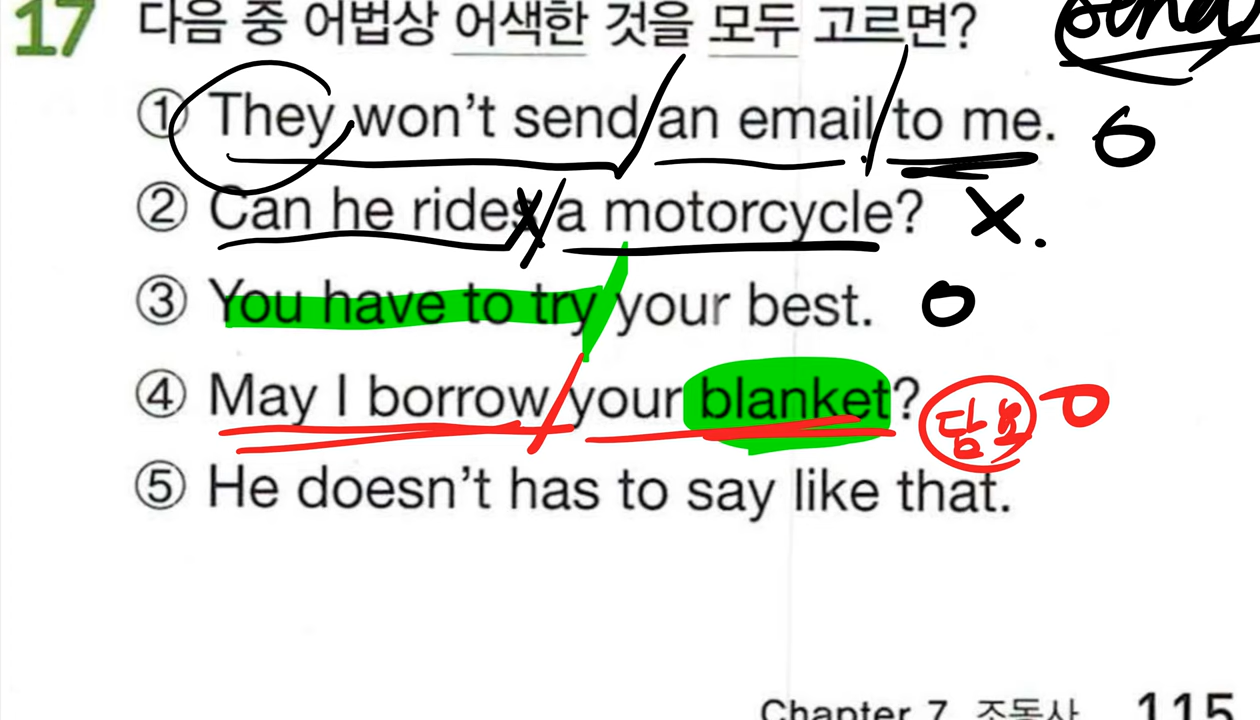 17 다음 중 어법상 어색한 것을 모두 고르면? send
① They won't send an email to me. O
② Can he rides a motorcycle? X.
③ You have to try your best. O
④ May I borrow your blanket? 담요 O
⑤ He doesn't has to say like that.
Chapter 7 조동사 115